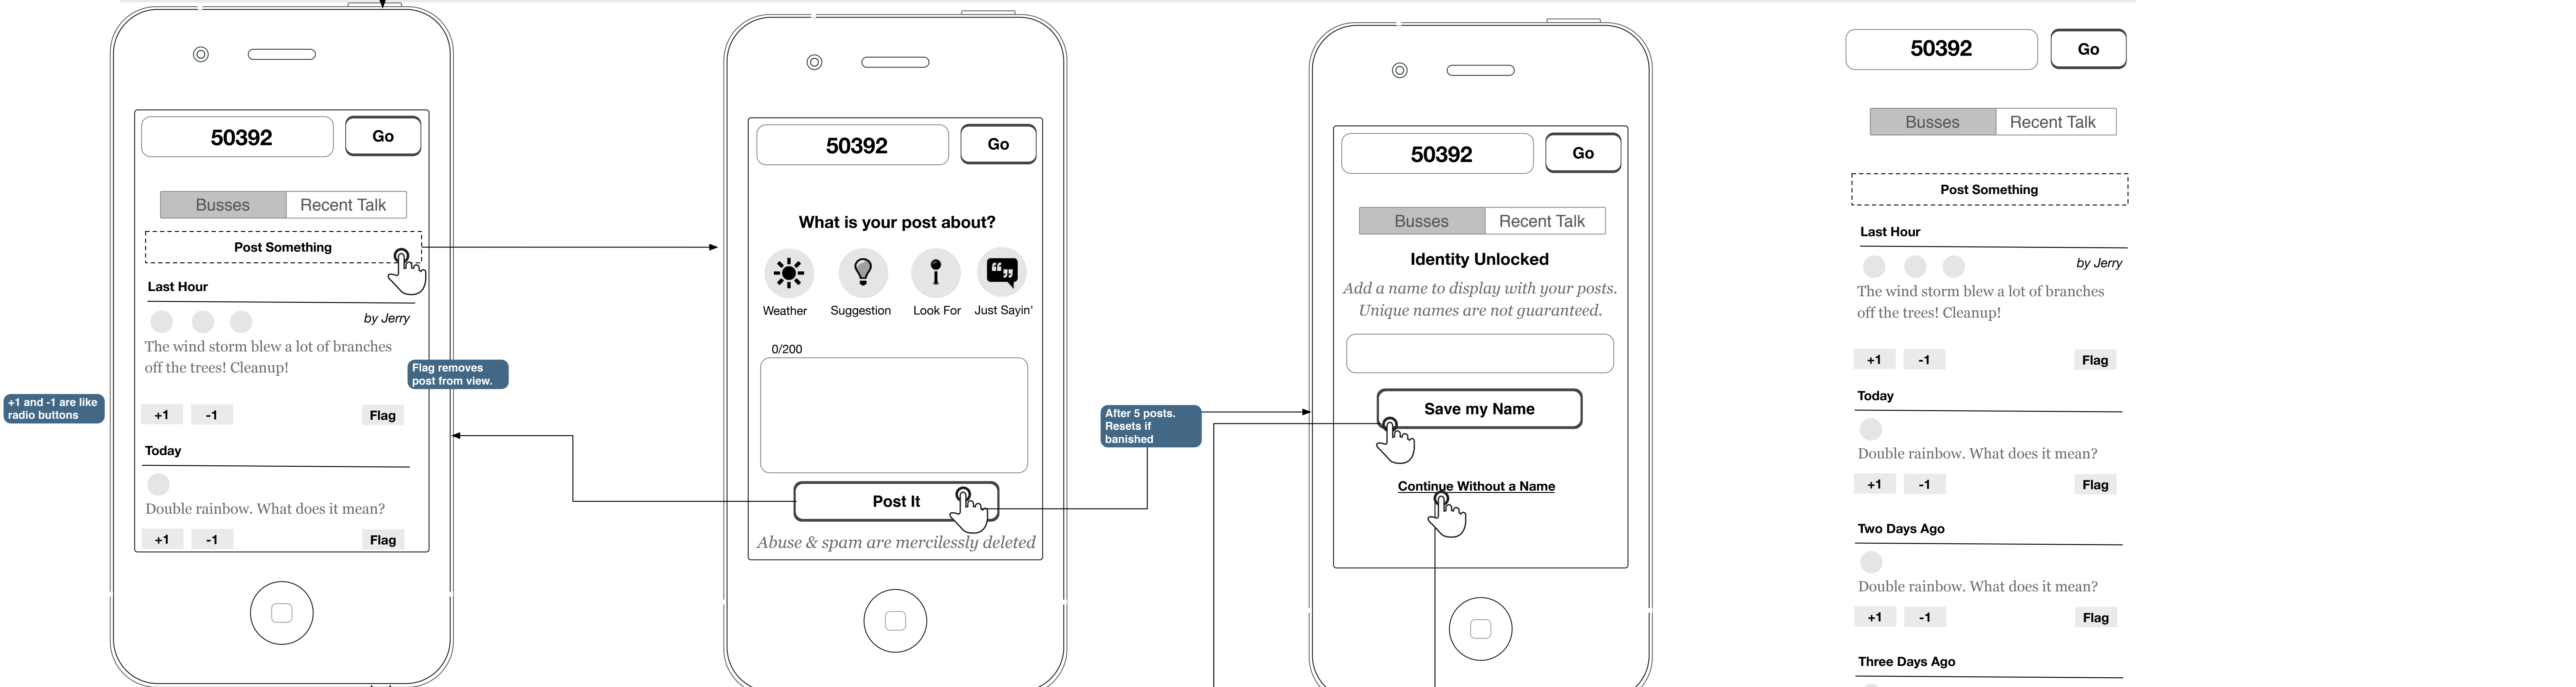 50392
Go
Busses
Recent Talk
Post Something
Last Hour
by Jerry
The wind storm blew a lot of branches
off the trees! Cleanup!
+1
-1
Flag
Today
Double rainbow. What does it mean?
+1
-1
Flag
+1 and -1 are like
radio buttons
Flag removes
post from view.
50392
Go
What is your post about?
Weather
Suggestion
Look For
Just Sayin'
0/200
Post It
Abuse & spam are mercilessly deleted
After 5 posts.
Resets if
banished
50392
Go
Busses
Recent Talk
Identity Unlocked
Add a name to display with your posts.
Unique names are not guaranteed.
Save my Name
Continue Without a Name
50392
Go
Busses
Recent Talk
Post Something
Last Hour
by Jerry
The wind storm blew a lot of branches
off the trees! Cleanup!
+1
-1
Flag
Today
Double rainbow. What does it mean?
+1
-1
Flag
Two Days Ago
Double rainbow. What does it mean?
+1
-1
Flag
Three Days Ago